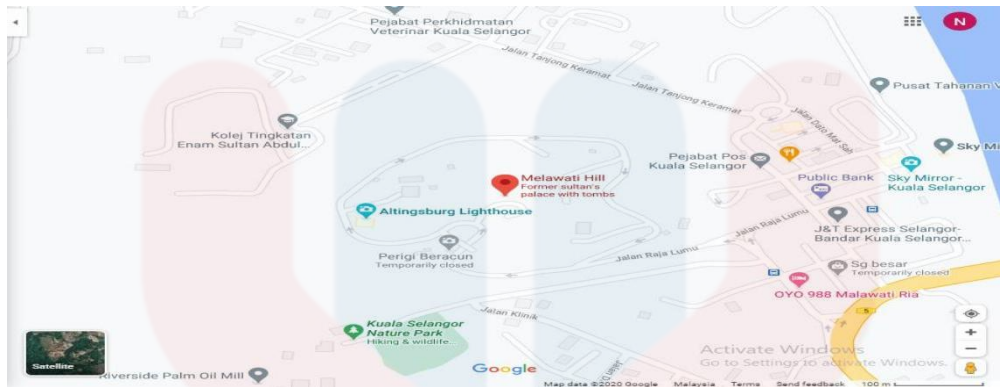 Pejabat Perkhidmatan
Veterinar Kuala Selangor
N
Jalan Tanjong Keramat
Jalan Tanjong Keramat
Pusat Tahanan
Jalan Dato Mat Sah
Kolej Tingkatan
Enam Sultan Abdul...
Sky Mi
Pejabat Pos
Kuala Selangor
Melawati Hill
Former sultan's
palace with tombs
Public Bank
Sky Mirror -
Kuala Selangor
Altingsburg Lighthouse
Jalan Raja Lumu
J&T Express Selangor-
Bandar Kuala Selangor...
Perigi Beracun
Temporarily closed
Jalan Raja Lumu
Sg besar
Temporarily closed
OYO 988 Malawati Ria
5
Jalan Klinik
Kuala Selangor
Nature Park
Hiking & wildlife...
Activate Windows
Go to Settings to activate Windows.
Satellite
Riverside Palm Oil Mill
Google
Map data ©2020 Google Malaysia Terms Send feedback 100 m